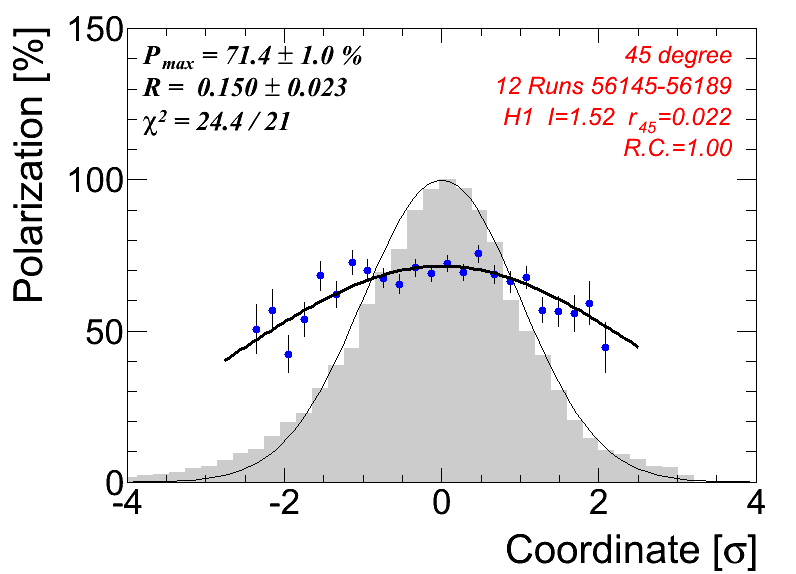 P_max = 71.4 ± 1.0 %
R = 0.150 ± 0.023
χ² = 24.4 / 21
45 degree
12 Runs 56145-56189
H1 I=1.52 r_45=0.022
R.C.=1.00
Polarization [%]
150
100
50
0
-4 -2 0 2 4
Coordinate [σ]